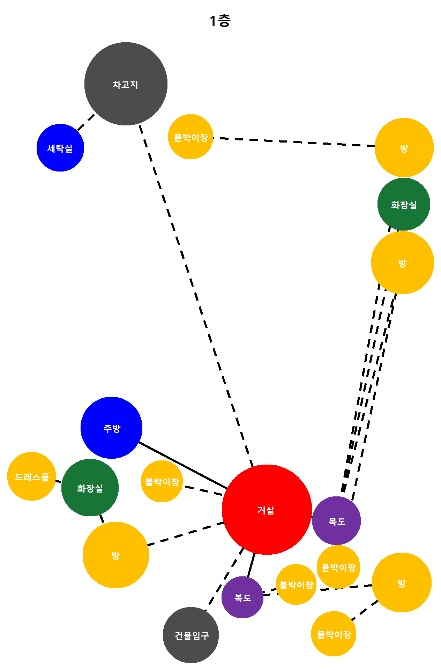 1층
차고지
붙박이장
방
세탁실
화장실
방
주방
드레스룸
화장실
붙박이장
거실
복도
방
붙박이장
붙박이장
방
복도
건물입구
붙박이장